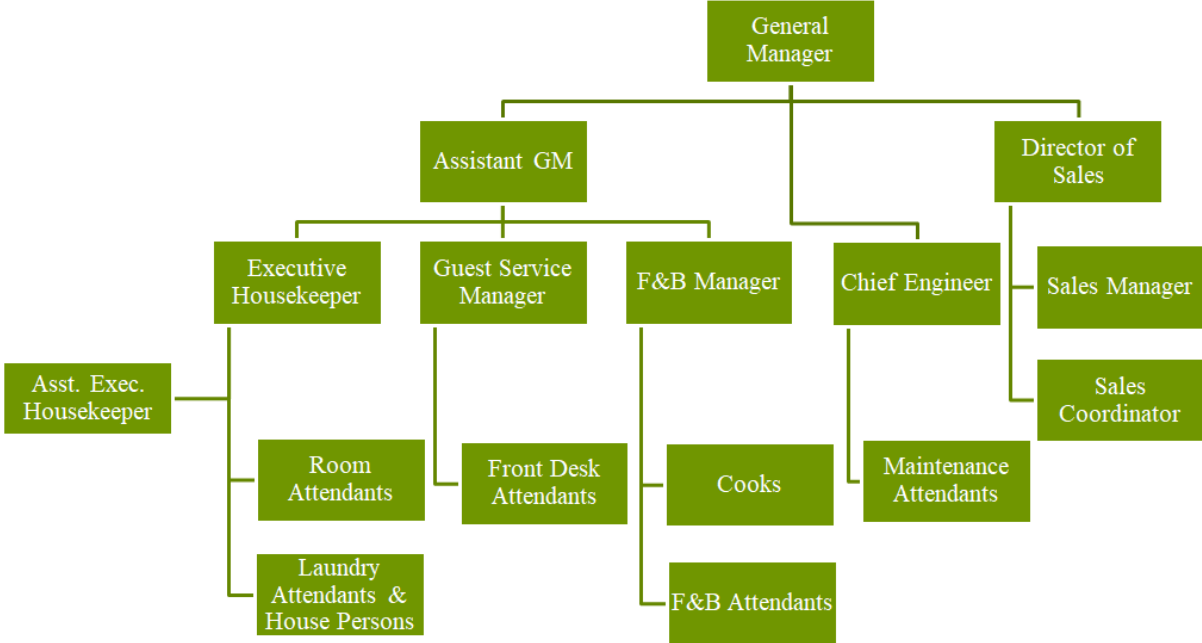 General
Manager
Assistant GM
Director of
Sales
Executive
Housekeeper
Guest Service
Manager
F&B Manager
Chief Engineer
Sales Manager
Asst. Exec.
Housekeeper
Sales
Coordinator
Room
Attendants
Front Desk
Attendants
Cooks
Maintenance
Attendants
Laundry
Attendants &
House Persons
F&B Attendants